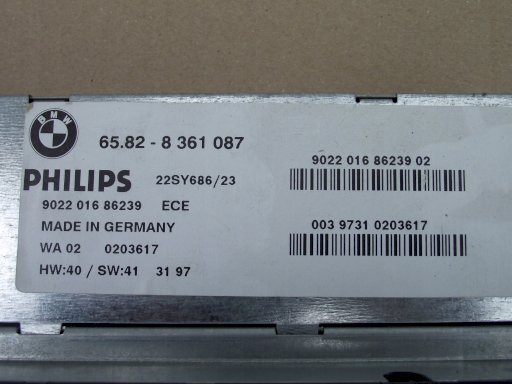 BMW
65.82 - 8 361 087
PHILIPS 22SY686/23
9022 016 86239 ECE
MADE IN GERMANY
WA 02 0203617
HW:40 / SW:41 31 97
9022 016 86239 02
003 9731 0203617